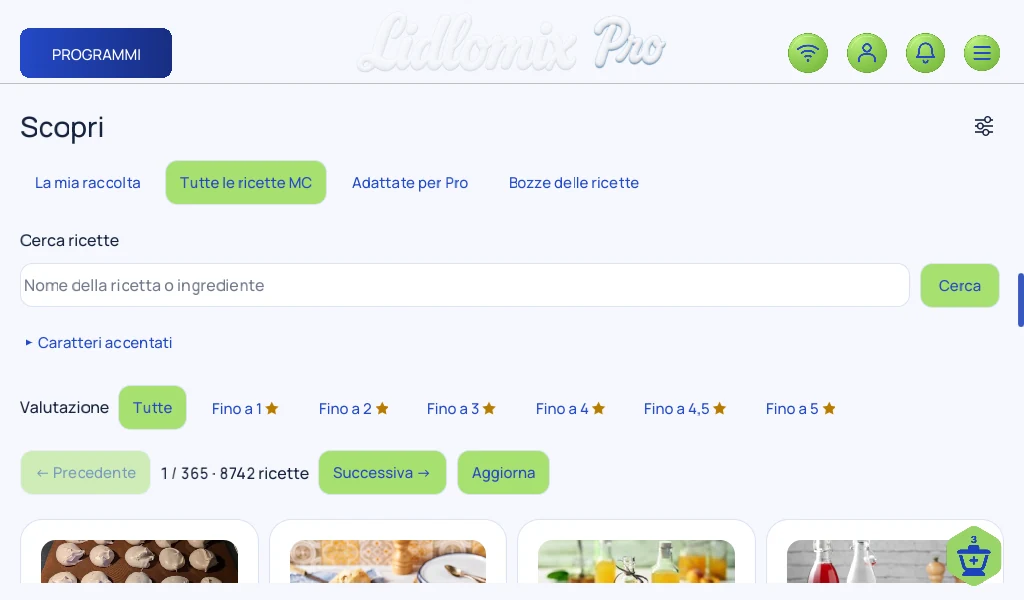 PROGRAMMI
Lidlomix Pro
Scopri
La mia raccolta
Tutte le ricette MC
Adattate per Pro
Bozze delle ricette
Cerca ricette
Nome della ricetta o ingrediente
Cerca
▸ Caratteri accentati
Valutazione
Tutte
Fino a 1 ★
Fino a 2 ★
Fino a 3 ★
Fino a 4 ★
Fino a 4,5 ★
Fino a 5 ★
← Precedente
1 / 365 · 8742 ricette
Successiva →
Aggiorna
3